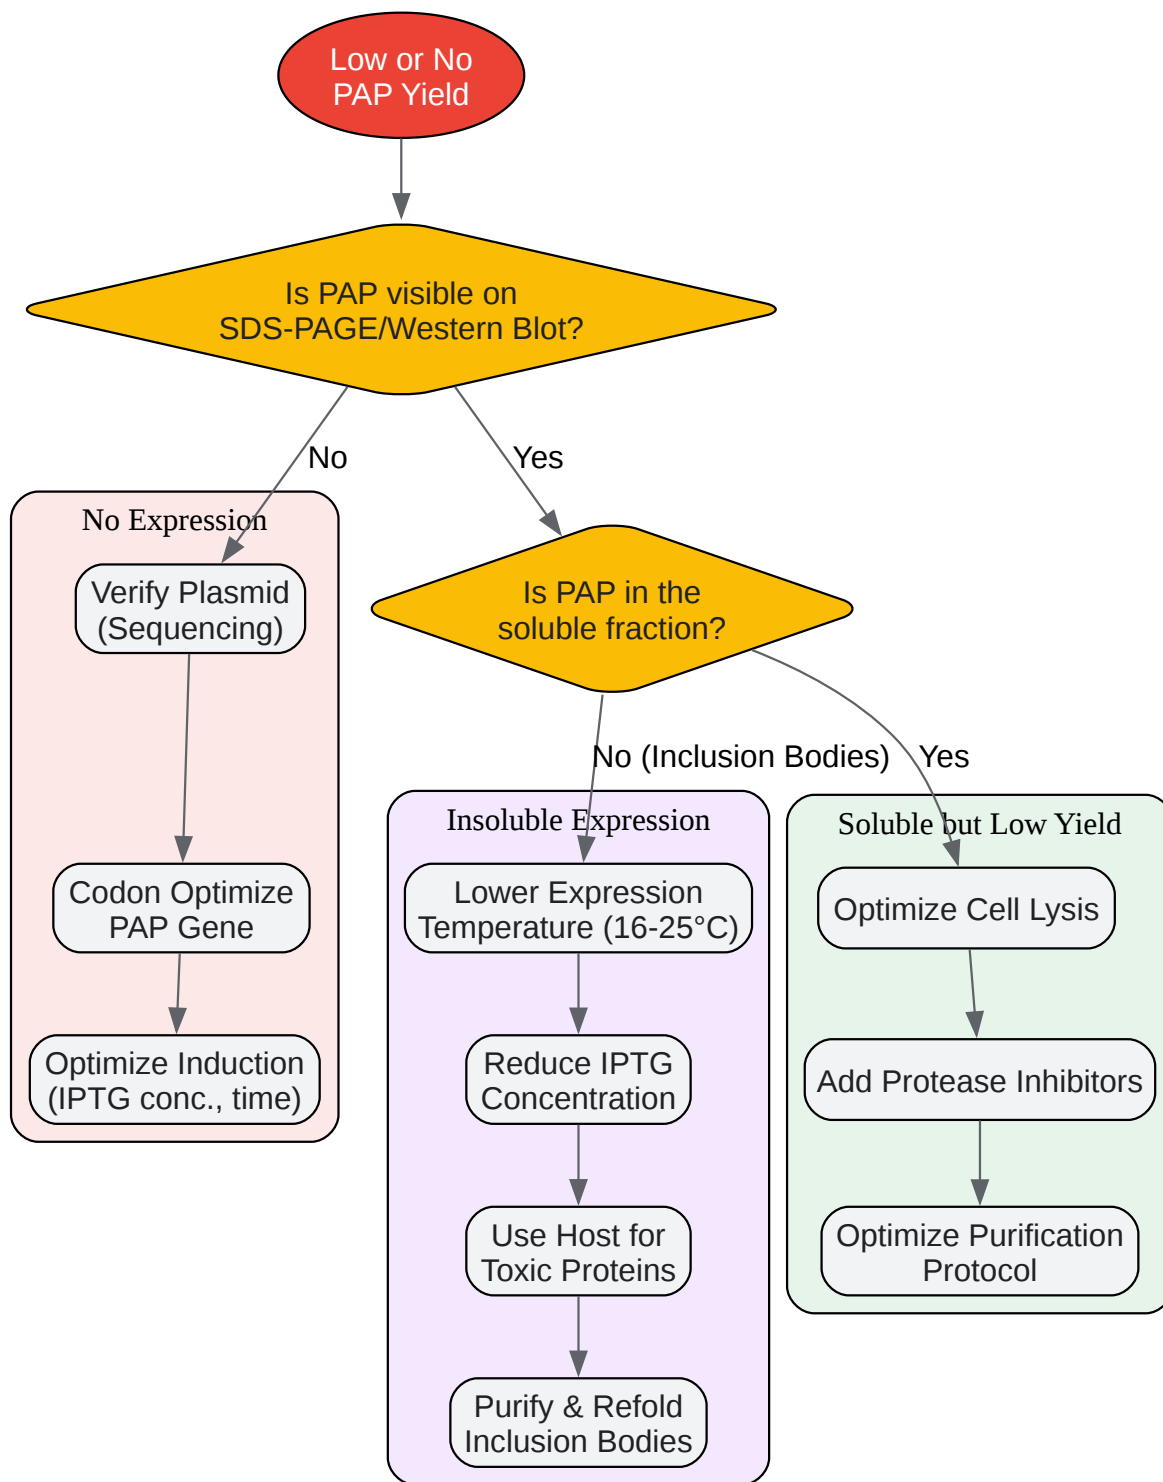 Low or No
PAP Yield
Is PAP visible on
SDS-PAGE/Western Blot?
No
Yes
No Expression
Verify Plasmid
(Sequencing)
Codon Optimize
PAP Gene
Optimize Induction
(IPTG conc., time)
Is PAP in the
soluble fraction?
No (Inclusion Bodies)
Yes
Insoluble Expression
Lower Expression
Temperature (16-25°C)
Reduce IPTG
Concentration
Use Host for
Toxic Proteins
Purify & Refold
Inclusion Bodies
Soluble but Low Yield
Optimize Cell Lysis
Add Protease Inhibitors
Optimize Purification
Protocol